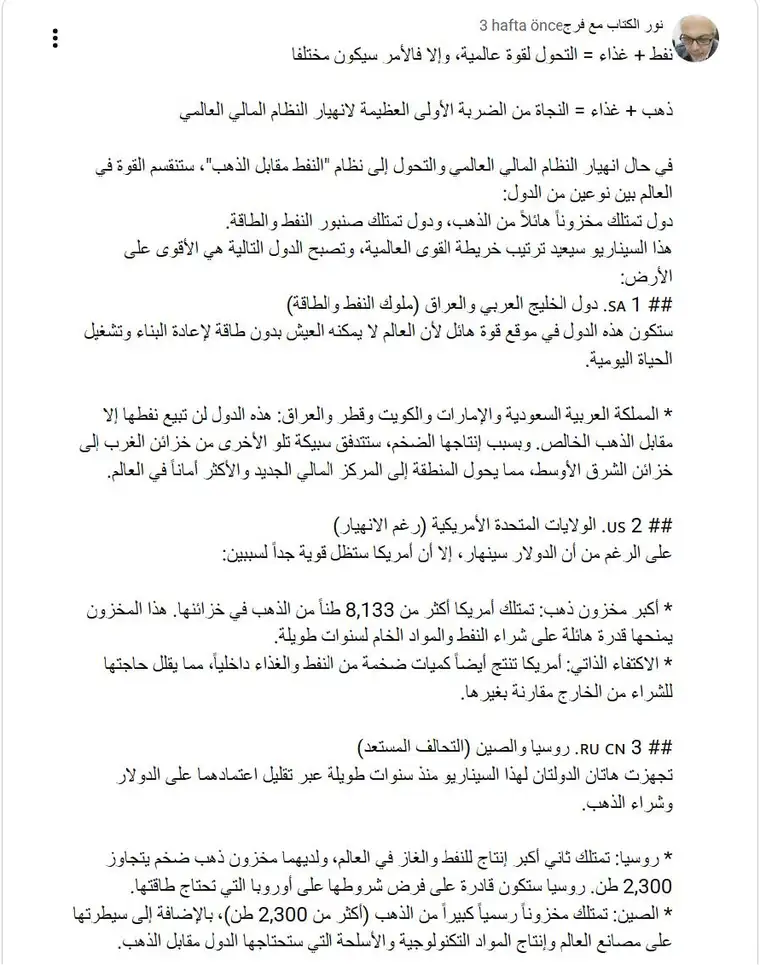 نور الكتاب مع فرج 3 hafta önce
نفط + غذاء = التحول لقوة عالمية، وإلا فالأمر سيكون مختلفا
ذهب + غذاء = النجاة من الضربة الأولى العظيمة لانهيار النظام المالي العالمي
في حال انهيار النظام المالي العالمي والتحول إلى نظام "النفط مقابل الذهب"، ستنقسم القوة في
العالم بين نوعين من الدول:
دول تمتلك مخزوناً هائلاً من الذهب، ودول تمتلك صنبور النفط والطاقة.
هذا السيناريو سيعيد ترتيب خريطة القوى العالمية، وتصبح الدول التالية هي الأقوى على
الأرض:
## SA 1. دول الخليج العربي والعراق (ملوك النفط والطاقة)
ستكون هذه الدول في موقع قوة هائل لأن العالم لا يمكنه العيش بدون طاقة لإعادة البناء وتشغيل
الحياة اليومية.
* المملكة العربية السعودية والإمارات والكويت وقطر والعراق: هذه الدول لن تبيع نفطها إلا
مقابل الذهب الخالص. وبسبب إنتاجها الضخم، ستتدفق سبيكة تلو الأخرى من خزائن الغرب إلى
خزائن الشرق الأوسط، مما يحول المنطقة إلى المركز المالي الجديد والأكثر أماناً في العالم.
## US 2. الولايات المتحدة الأمريكية (رغم الانهيار)
على الرغم من أن الدولار سينهار، إلا أن أمريكا ستظل قوية جداً لسببين:
* أكبر مخزون ذهب: تمتلك أمريكا أكثر من 8,133 طناً من الذهب في خزائنها. هذا المخزون
يمنحها قدرة هائلة على شراء النفط والمواد الخام لسنوات طويلة.
* الاكتفاء الذاتي: أمريكا تنتج أيضاً كميات ضخمة من النفط والغذاء داخلياً، مما يقلل حاجتها
للشراء من الخارج مقارنة بغيرها.
## RU CN 3. روسيا والصين (التحالف المستعد)
تجهزت هاتان الدولتان لهذا السيناريو منذ سنوات طويلة عبر تقليل اعتمادهما على الدولار
وشراء الذهب.
* روسيا: تمتلك ثاني أكبر إنتاج للنفط والغاز في العالم، ولديهما مخزون ذهب ضخم يتجاوز
2,300 طن. روسيا ستكون قادرة على فرض شروطها على أوروبا التي تحتاج طاقتها.
* الصين: تمتلك مخزوناً رسمياً كبيراً من الذهب (أكثر من 2,300 طن)، بالإضافة إلى سيطرتها
على مصانع العالم وإنتاج المواد التكنولوجية والأسلحة التي ستحتاجها الدول مقابل الذهب.